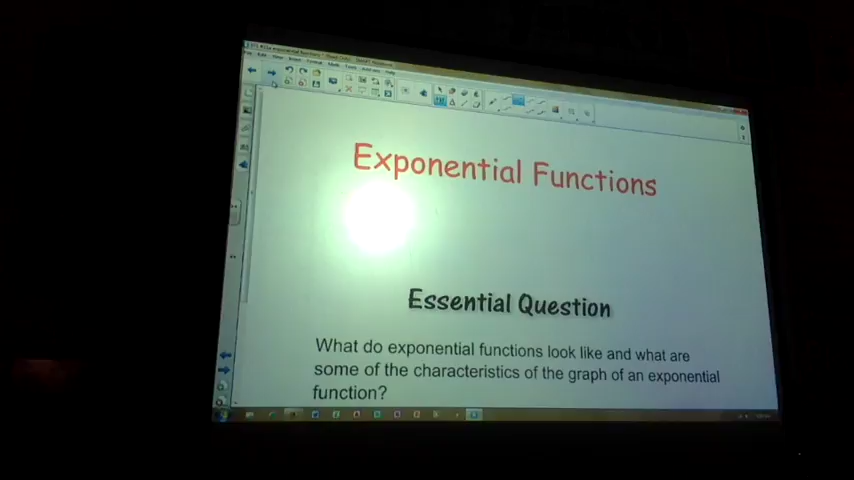 Exponential Functions
Essential Question
What do exponential functions look like and what are
some of the characteristics of the graph of an exponential
function?